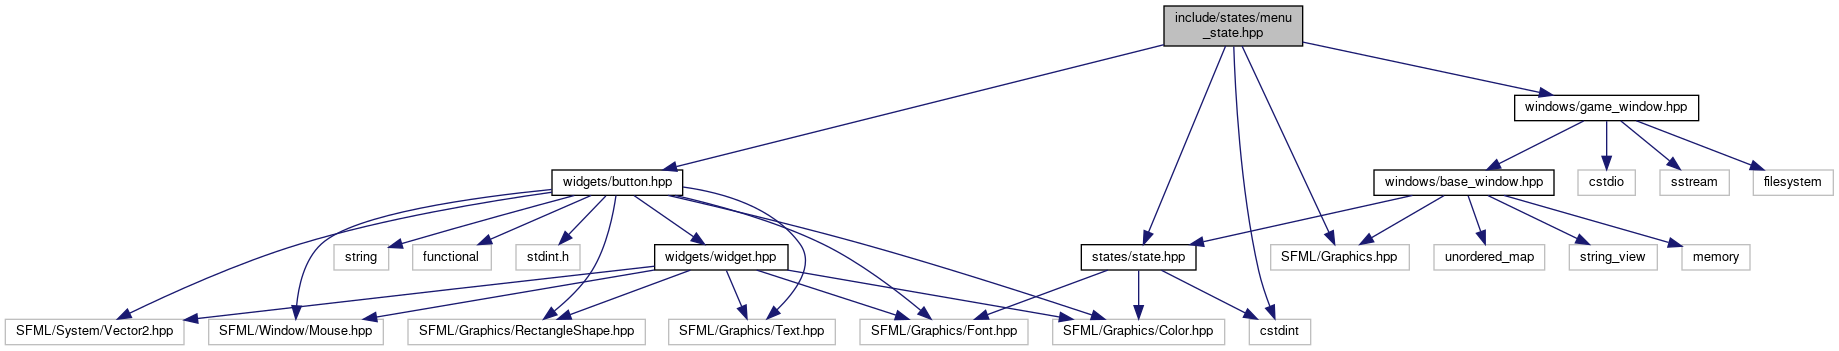 include/states/menu
_state.hpp
windows/game_window.hpp
widgets/button.hpp
windows/base_window.hpp
cstdio
sstream
filesystem
string
functional
stdint.h
widgets/widget.hpp
states/state.hpp
SFML/Graphics.hpp
unordered_map
string_view
memory
SFML/System/Vector2.hpp
SFML/Window/Mouse.hpp
SFML/Graphics/RectangleShape.hpp
SFML/Graphics/Text.hpp
SFML/Graphics/Font.hpp
SFML/Graphics/Color.hpp
cstdint